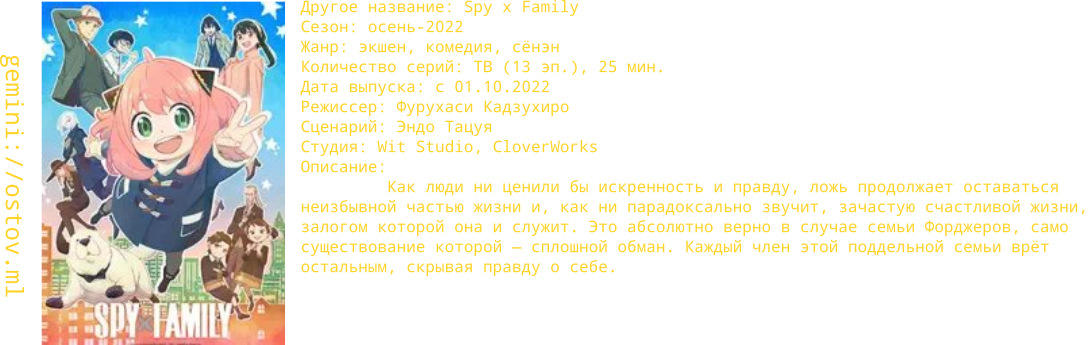 gemini://ostov.ml
SPY x FAMILY
Другое название: Spy x Family
Сезон: осень-2022
Жанр: экшен, комедия, сёнэн
Количество серий: ТВ (13 эп.), 25 мин.
Дата выпуска: с 01.10.2022
Режиссер: Фурухаси Кадзухиро
Сценарий: Эндо Тацуя
Студия: Wit Studio, CloverWorks
Описание:
Как люди ни ценили бы искренность и правду, ложь продолжает оставаться
неизбывной частью жизни и, как ни парадоксально звучит, зачастую счастливой жизни,
залогом которой она и служит. Это абсолютно верно в случае семьи Форджеров, само
существование которой — сплошной обман. Каждый член этой поддельной семьи врёт
остальным, скрывая правду о себе.